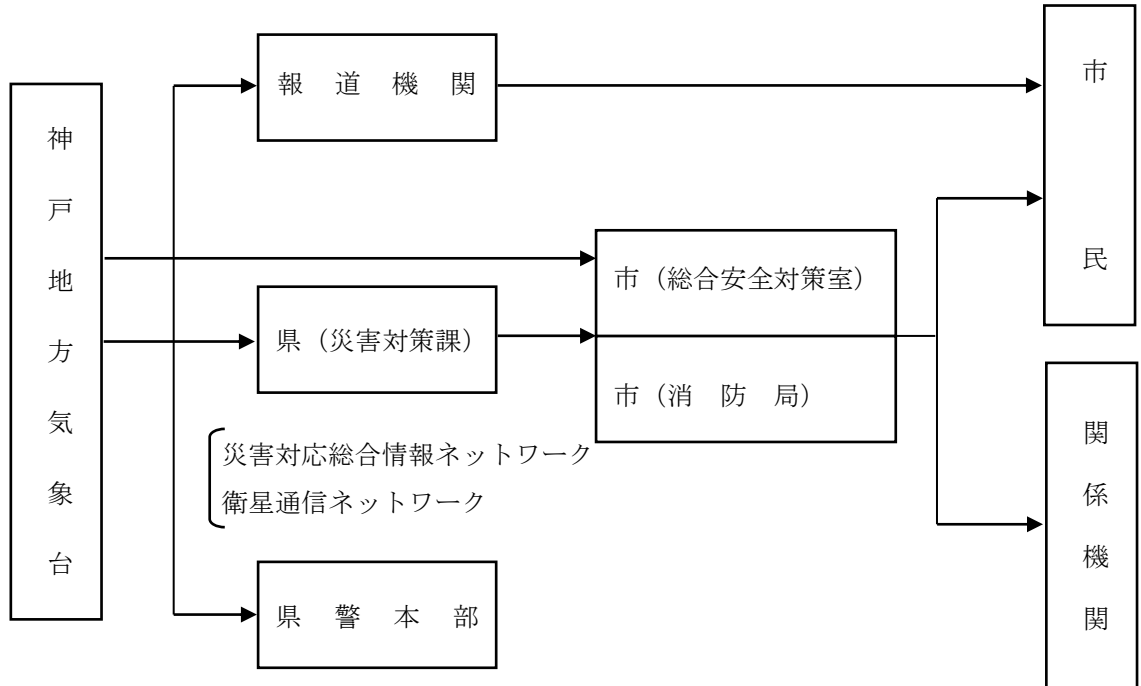 神戸地方気象台
報道機関
県（災害対策課）
災害対応総合情報ネットワーク
衛星通信ネットワーク
県警本部
市（総合安全対策室）
市（消防局）
市民
関係機関